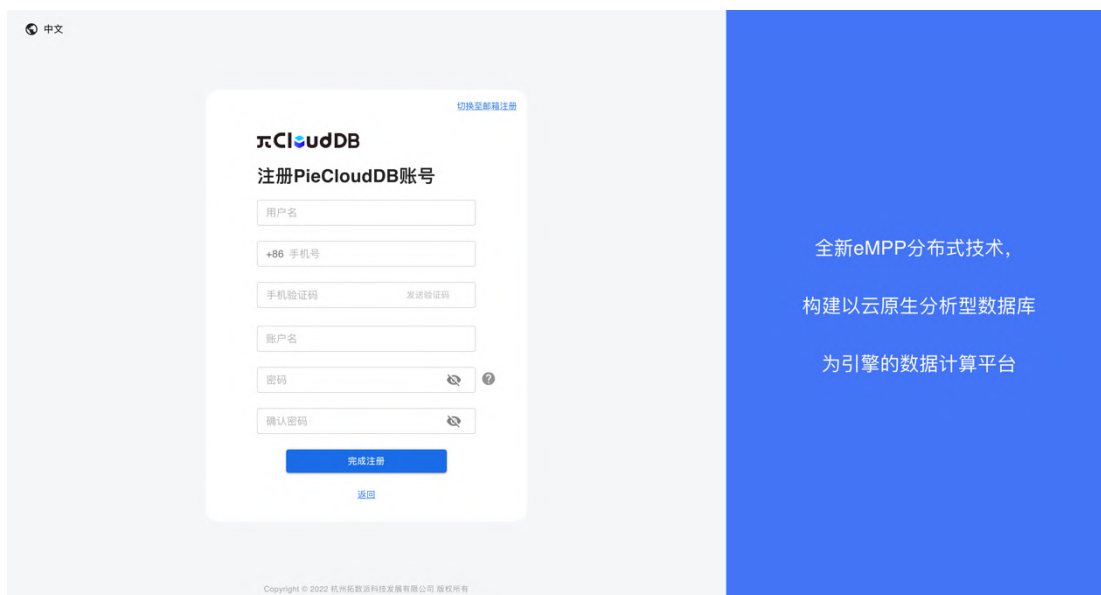 中文
切换至邮箱注册
πCloudDB
注册PieCloudDB账号
用户名
+86 手机号
手机验证码 发送验证码
账户名
密码
确认密码
完成注册
返回
Copyright © 2022 杭州拓数派科技发展有限公司 版权所有
全新eMPP分布式技术，
构建以云原生分析型数据库
为引擎的数据计算平台